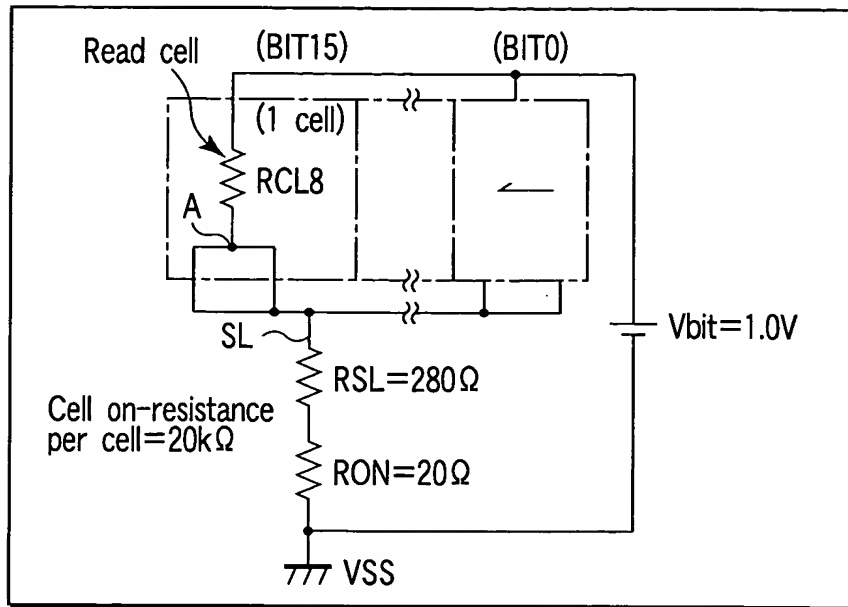 (BIT15)
(BIT0)
Read cell
(1 cell)
RCL8
A
SL
Vbit=1.0V
RSL=280Ω
Cell on-resistance
per cell=20kΩ
RON=20Ω
VSS